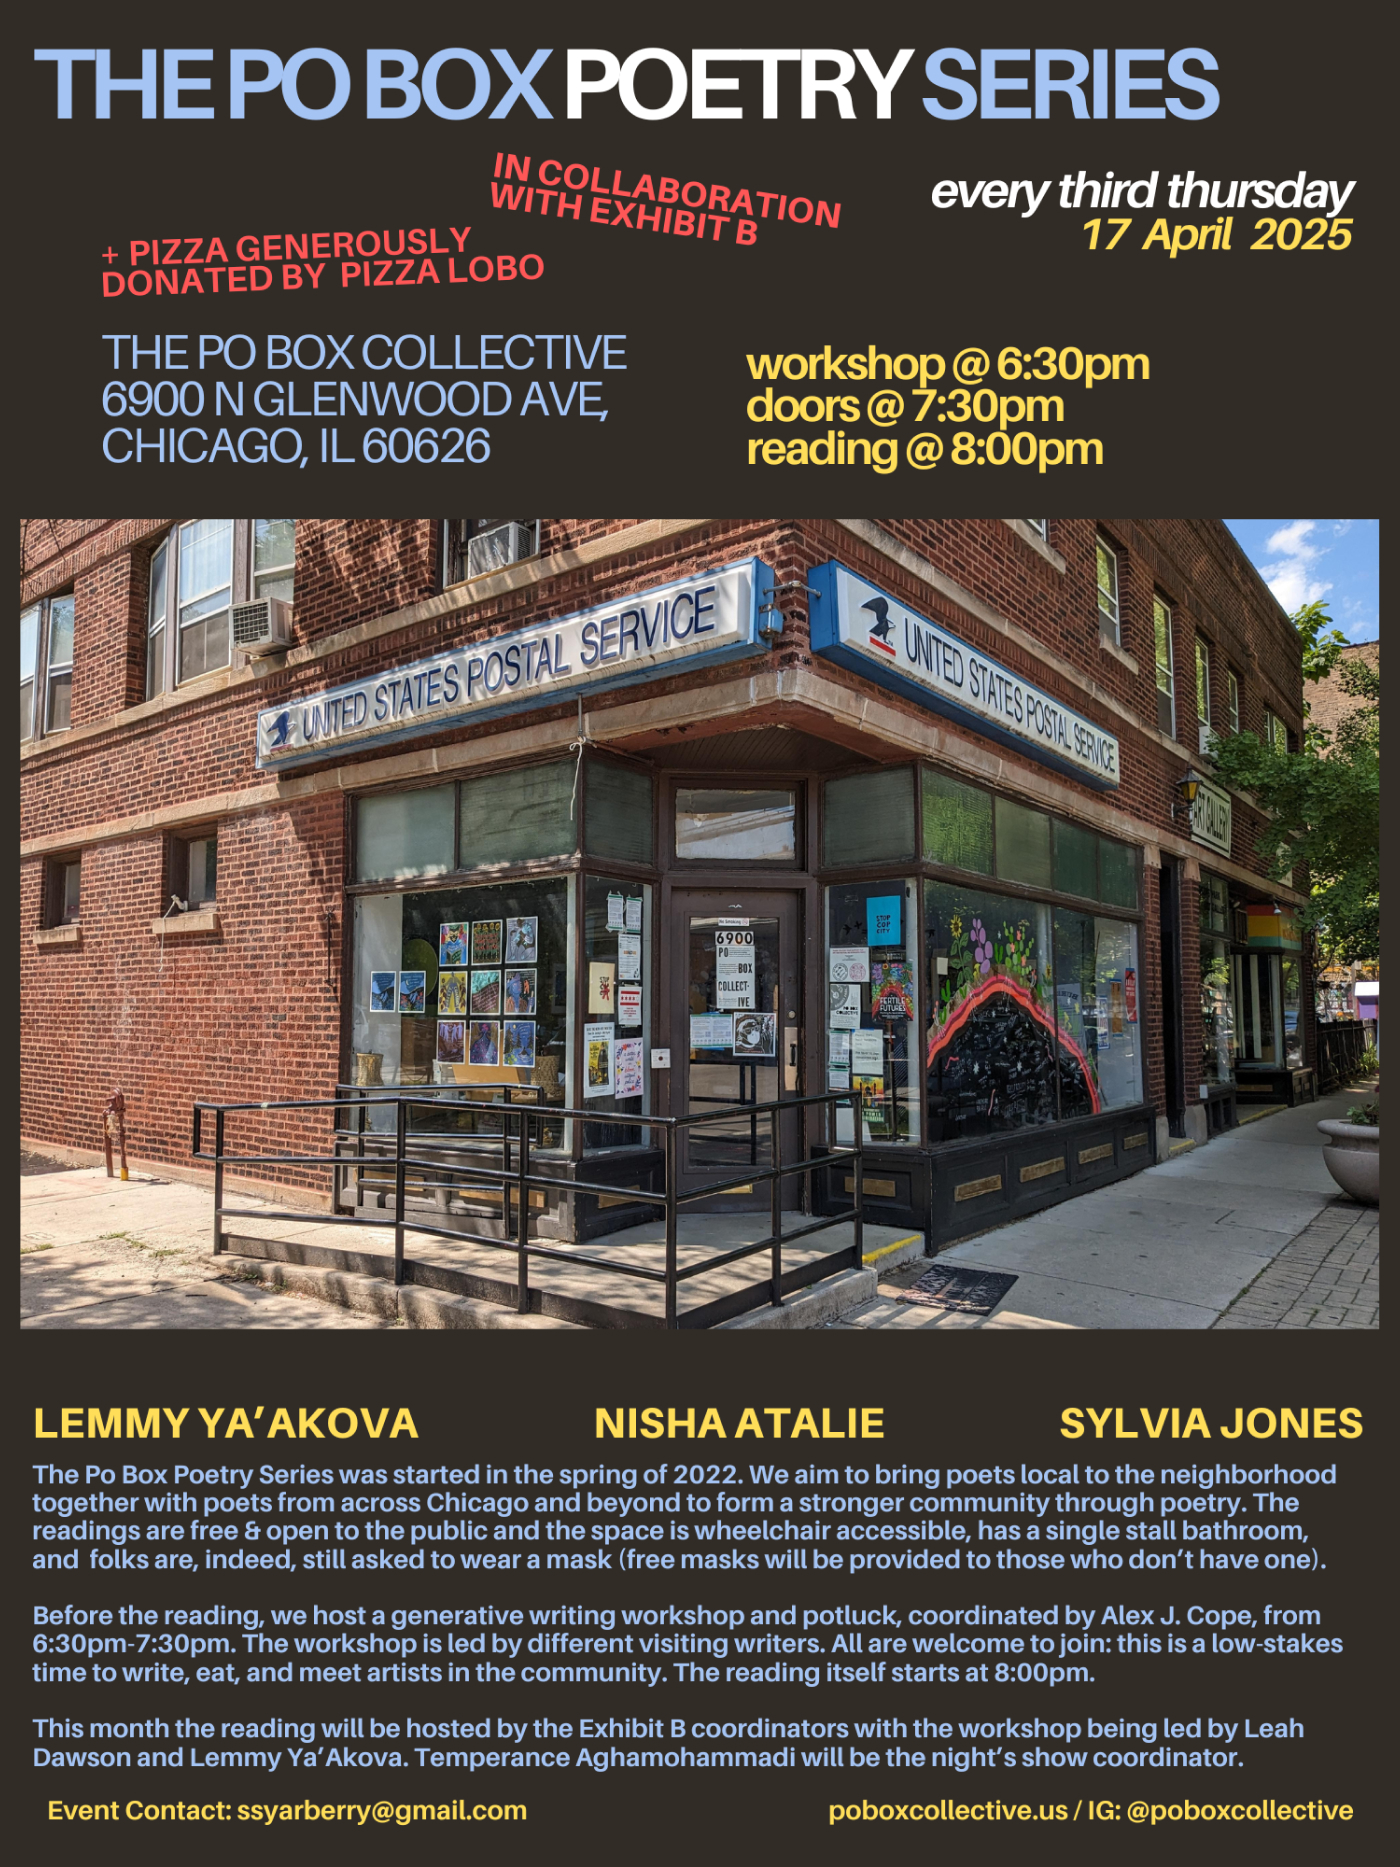 THE PO BOX POETRY SERIES
IN COLLABORATION
WITH EXHIBIT B
every third thursday
17 April 2025
+ PIZZA GENEROUSLY
DONATED BY PIZZA LOBO
THE PO BOX COLLECTIVE
6900 N GLENWOOD AVE,
CHICAGO, IL 60626
workshop @ 6:30pm
doors @ 7:30pm
reading @ 8:00pm
UNITED STATES POSTAL SERVICE
UNITED STATES POSTAL SERVICE
ART GALLERY
STOP
COP
CITY
6900
PO
BOX
COLLECT-
IVE
FERTILE
FUTURES
LEMMY YA’AKOVA
NISHA ATALIE
SYLVIA JONES
The Po Box Poetry Series was started in the spring of 2022. We aim to bring poets local to the neighborhood
together with poets from across Chicago and beyond to form a stronger community through poetry. The
readings are free & open to the public and the space is wheelchair accessible, has a single stall bathroom,
and folks are, indeed, still asked to wear a mask (free masks will be provided to those who don’t have one).
Before the reading, we host a generative writing workshop and potluck, coordinated by Alex J. Cope, from
6:30pm-7:30pm. The workshop is led by different visiting writers. All are welcome to join: this is a low-stakes
time to write, eat, and meet artists in the community. The reading itself starts at 8:00pm.
This month the reading will be hosted by the Exhibit B coordinators with the workshop being led by Leah
Dawson and Lemmy Ya’Akova. Temperance Aghamohammadi will be the night’s show coordinator.
Event Contact: ssyarberry@gmail.com
poboxcollective.us / IG: @poboxcollective